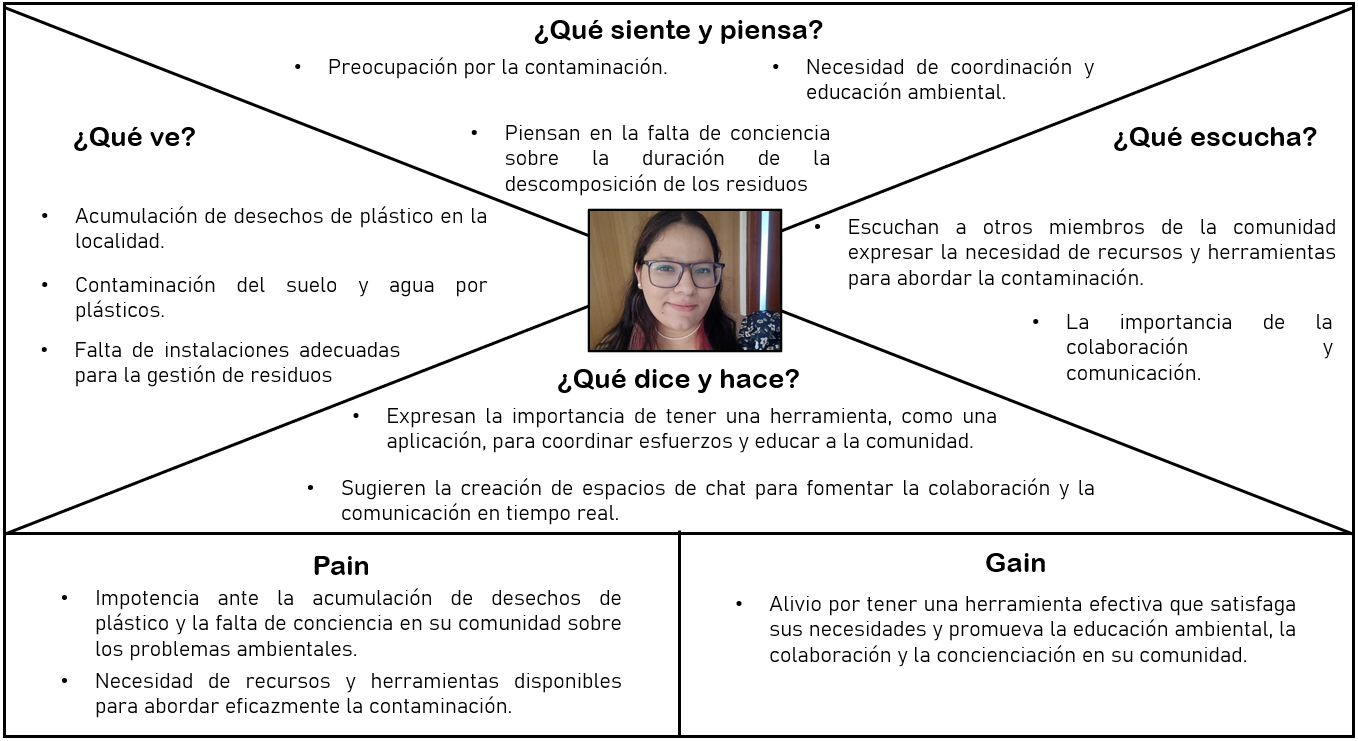 ¿Qué siente y piensa?
• Preocupación por la contaminación.
• Necesidad de coordinación y
educación ambiental.
• Piensan en la falta de conciencia
sobre la duración de la
descomposición de los residuos
¿Qué ve?
• Acumulación de desechos de plástico en la
localidad.
• Contaminación del suelo y agua por
plásticos.
• Falta de instalaciones adecuadas
para la gestión de residuos
¿Qué escucha?
• Escuchan a otros miembros de la comunidad
expresar la necesidad de recursos y herramientas
para abordar la contaminación.
• La importancia de la
colaboración y
comunicación.
¿Qué dice y hace?
• Expresan la importancia de tener una herramienta, como una
aplicación, para coordinar esfuerzos y educar a la comunidad.
• Sugieren la creación de espacios de chat para fomentar la colaboración y la
comunicación en tiempo real.
Pain
• Impotencia ante la acumulación de desechos de
plástico y la falta de conciencia en su comunidad sobre
los problemas ambientales.
• Necesidad de recursos y herramientas disponibles
para abordar eficazmente la contaminación.
Gain
• Alivio por tener una herramienta efectiva que satisfaga
sus necesidades y promueva la educación ambiental, la
colaboración y la concienciación en su comunidad.